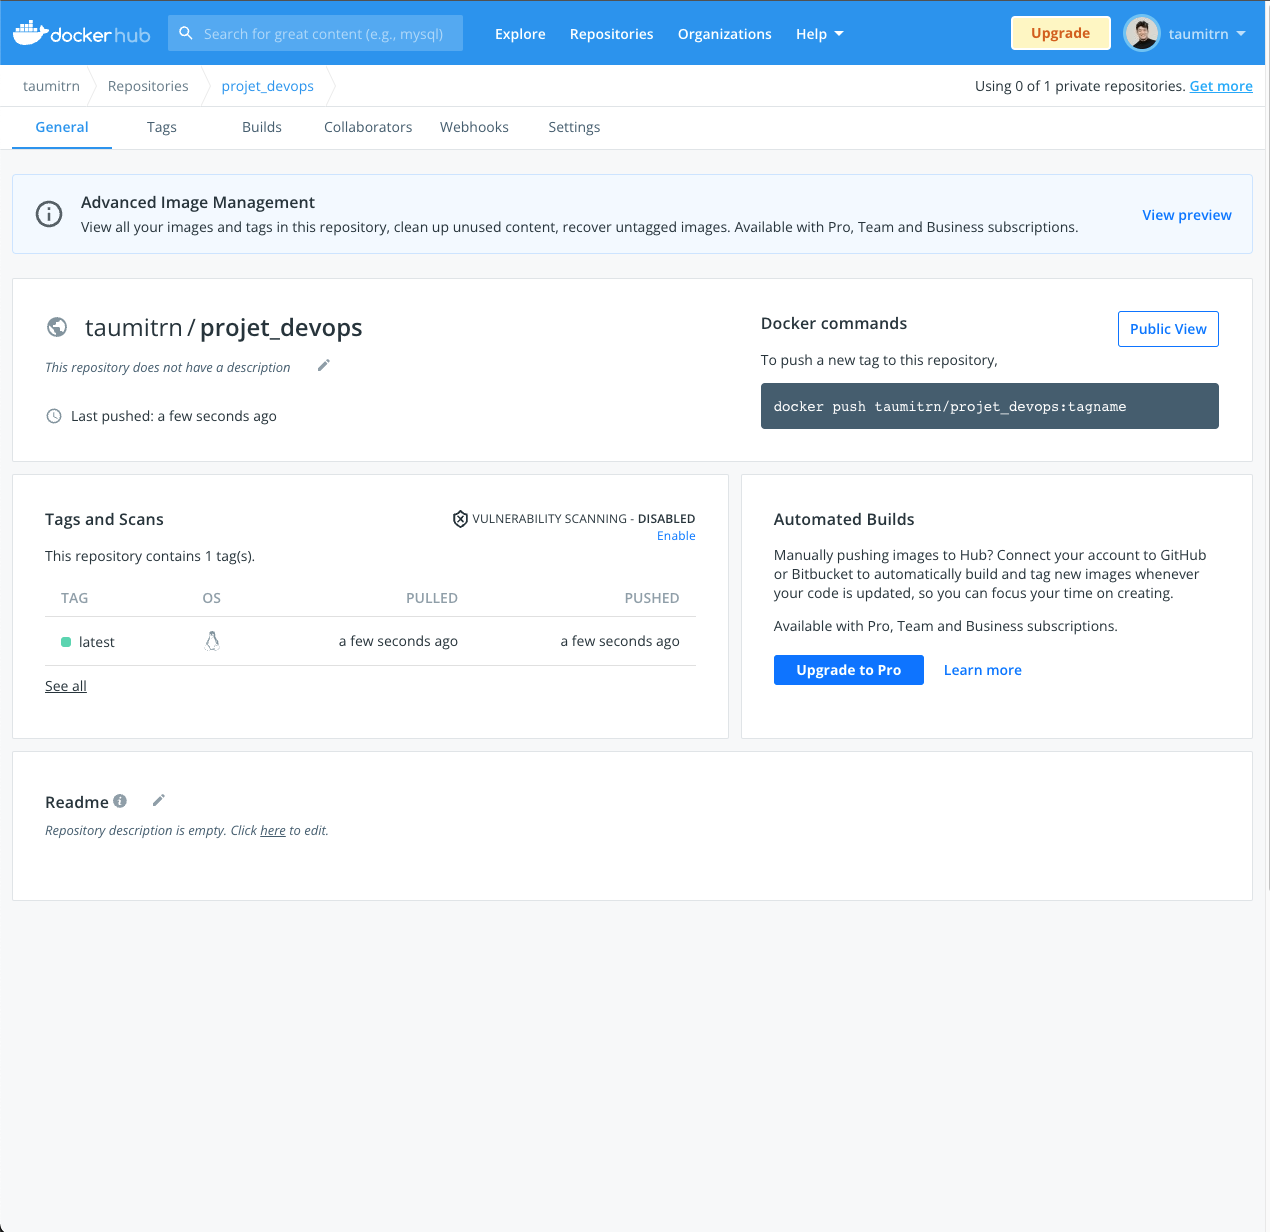 docker hub
Search for great content (e.g., mysql)
Explore
Repositories
Organizations
Help
Upgrade
taumitrn
taumitrn
Repositories
projet_devops
Using 0 of 1 private repositories. Get more
General
Tags
Builds
Collaborators
Webhooks
Settings
Advanced Image Management
View all your images and tags in this repository, clean up unused content, recover untagged images. Available with Pro, Team and Business subscriptions.
View preview
taumitrn / projet_devops
This repository does not have a description
Last pushed: a few seconds ago
Docker commands
Public View
To push a new tag to this repository,
docker push taumitrn/projet_devops:tagname
Tags and Scans
VULNERABILITY SCANNING - DISABLED
Enable
This repository contains 1 tag(s).
TAG OS PULLED PUSHED
latest a few seconds ago a few seconds ago
See all
Automated Builds
Manually pushing images to Hub? Connect your account to GitHub
or Bitbucket to automatically build and tag new images whenever
your code is updated, so you can focus your time on creating.
Available with Pro, Team and Business subscriptions.
Upgrade to Pro
Learn more
Readme
Repository description is empty. Click here to edit.